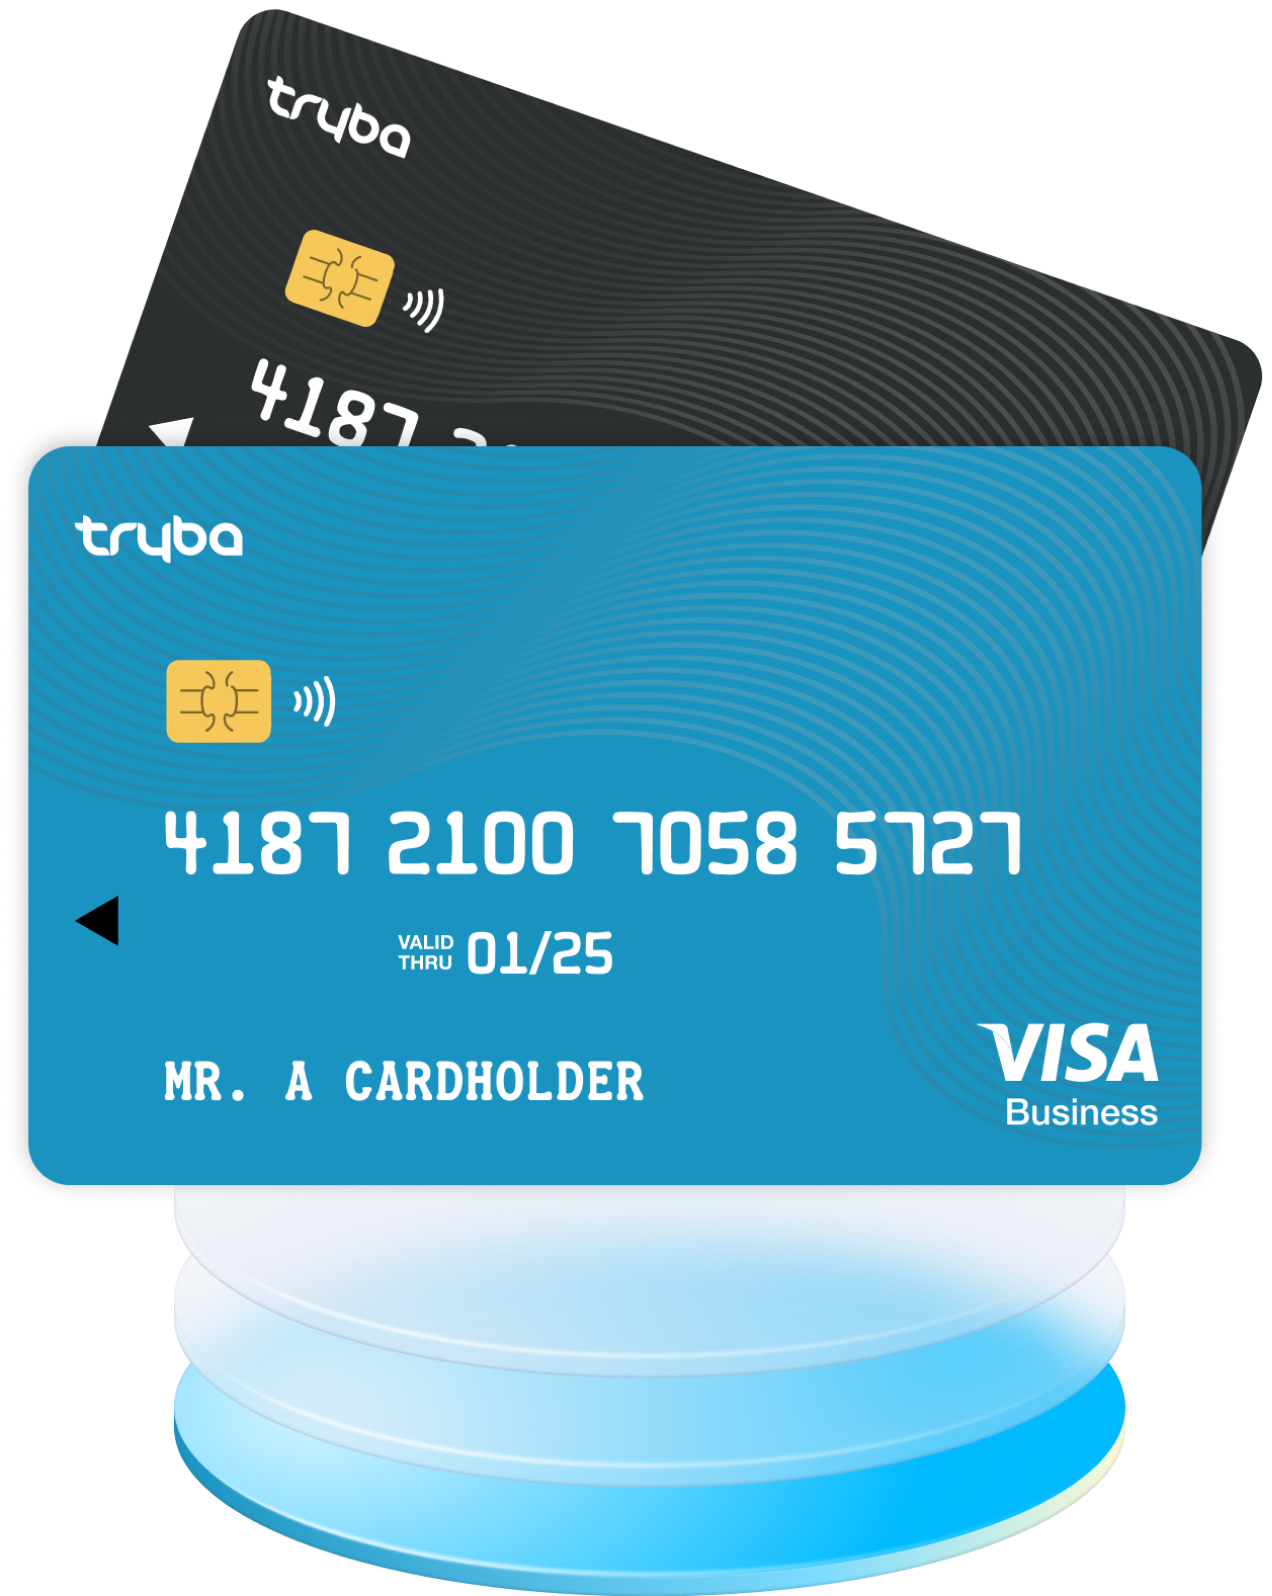 tryba
4187
tryba
4187 2100 7058 5727
VALID
THRU 01/25
MR. A CARDHOLDER
VISA
Business